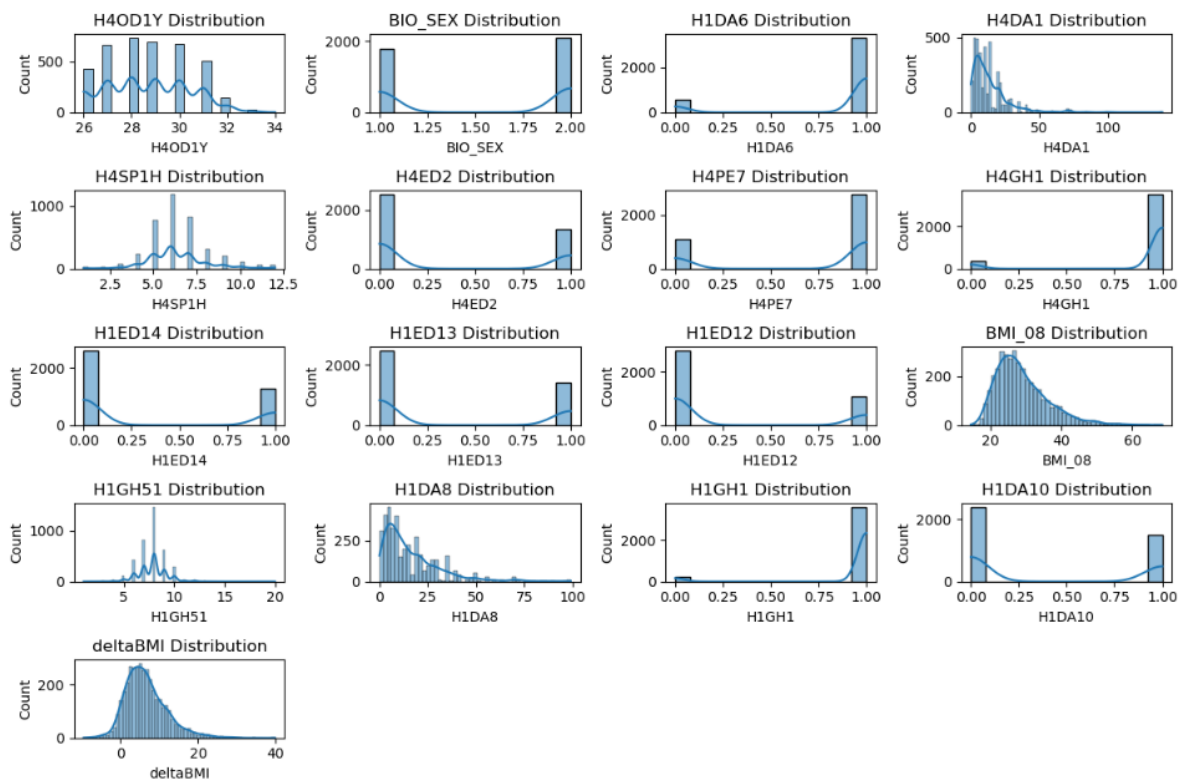 H4OD1Y Distribution
BIO_SEX Distribution
H1DA6 Distribution
H4DA1 Distribution
Count
500
0
26 28 30 32 34
H4OD1Y
Count
2000
0
1.00 1.25 1.50 1.75 2.00
BIO_SEX
Count
2000
0
0.00 0.25 0.50 0.75 1.00
H1DA6
Count
500
0
0 50 100
H4DA1
H4SP1H Distribution
H4ED2 Distribution
H4PE7 Distribution
H4GH1 Distribution
Count
1000
0
2.5 5.0 7.5 10.0 12.5
H4SP1H
Count
2000
0
0.00 0.25 0.50 0.75 1.00
H4ED2
Count
2000
0
0.00 0.25 0.50 0.75 1.00
H4PE7
Count
2000
0
0.00 0.25 0.50 0.75 1.00
H4GH1
H1ED14 Distribution
H1ED13 Distribution
H1ED12 Distribution
BMI_08 Distribution
Count
2000
0
0.00 0.25 0.50 0.75 1.00
H1ED14
Count
2000
0
0.00 0.25 0.50 0.75 1.00
H1ED13
Count
2000
0
0.00 0.25 0.50 0.75 1.00
H1ED12
Count
200
0
20 40 60
BMI_08
H1GH51 Distribution
H1DA8 Distribution
H1GH1 Distribution
H1DA10 Distribution
Count
1000
0
5 10 15 20
H1GH51
Count
250
0
0 25 50 75 100
H1DA8
Count
2000
0
0.00 0.25 0.50 0.75 1.00
H1GH1
Count
2000
0
0.00 0.25 0.50 0.75 1.00
H1DA10
deltaBMI Distribution
Count
200
0
0 20 40
deltaBMI